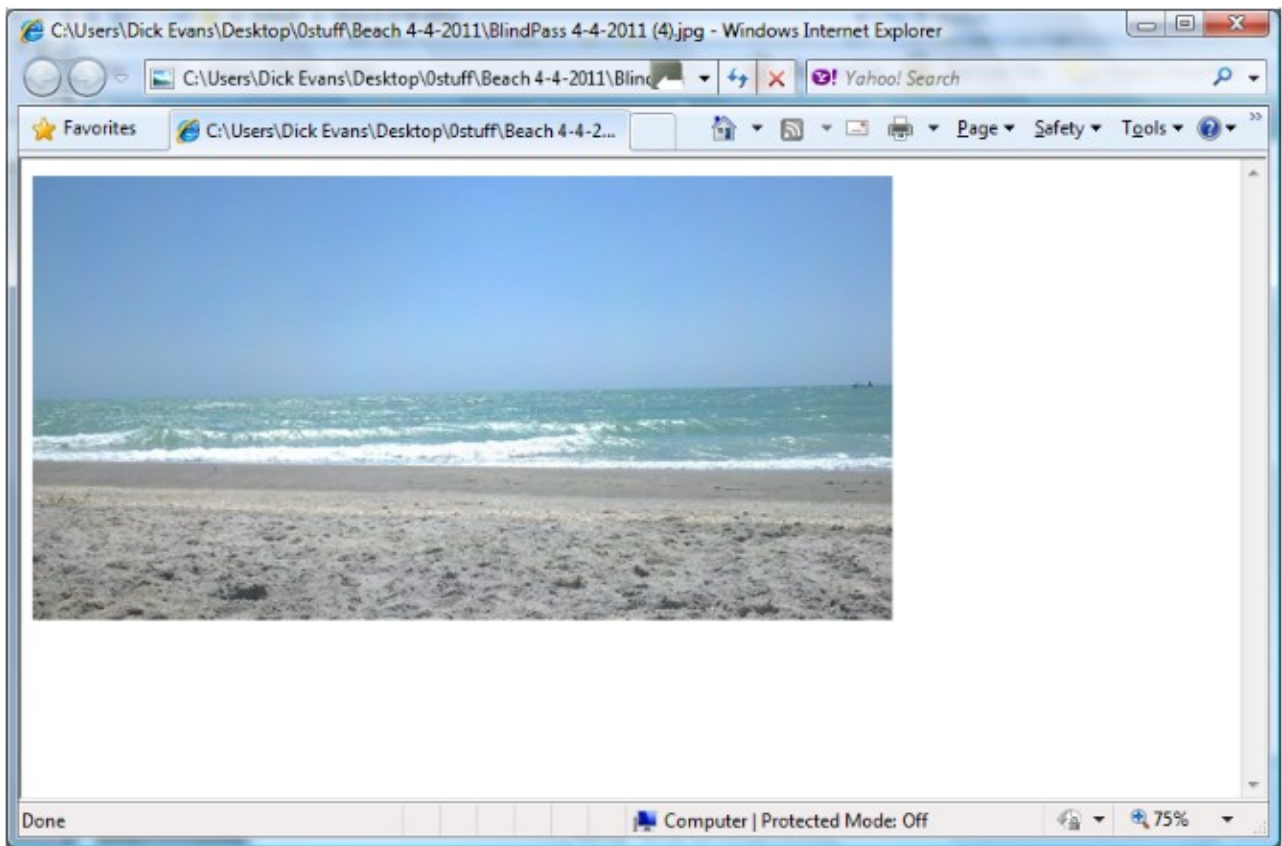 C:\Users\Dick Evans\Desktop\0stuff\Beach 4-4-2011\BlindPass 4-4-2011 (4).jpg - Windows Internet Explorer
C:\Users\Dick Evans\Desktop\0stuff\Beach 4-4-2011\Blind Y! Yahoo! Search
Favorites C:\Users\Dick Evans\Desktop\0stuff\Beach 4-4-2... Page Safety Tools »
Done Computer | Protected Mode: Off 75%